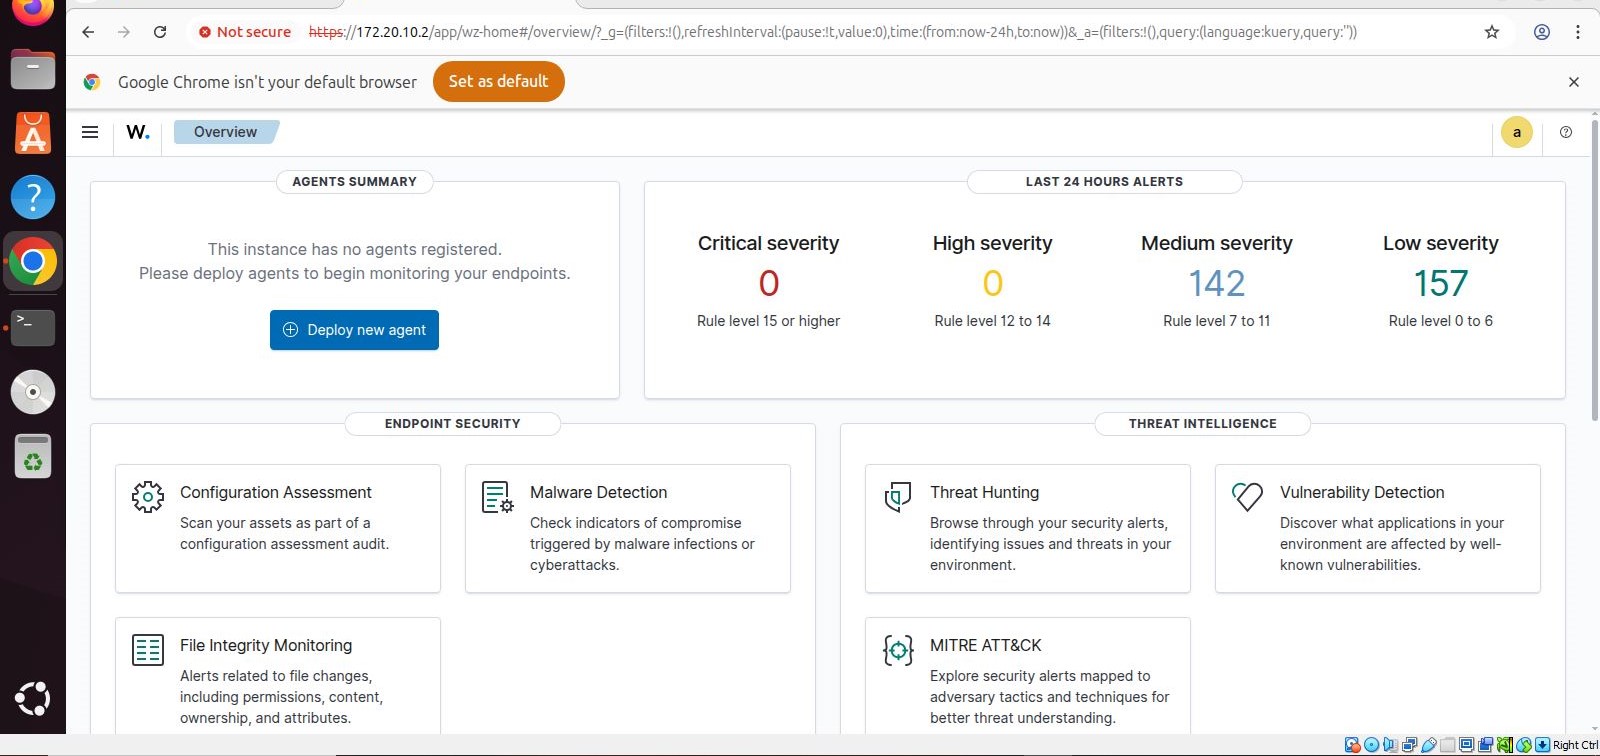 Not secure https://172.20.10.2/app/wz-home#/overview/?_g=(filters:!(),refreshInterval:(pause:!t,value:0),time:(from:now-24h,to:now))&_a=(filters:!(),query:(language:kuery,query:''))
Google Chrome isn't your default browser Set as default
W. Overview a
AGENTS SUMMARY
This instance has no agents registered.
Please deploy agents to begin monitoring your endpoints.
Deploy new agent
LAST 24 HOURS ALERTS
Critical severity High severity Medium severity Low severity
0 0 142 157
Rule level 15 or higher Rule level 12 to 14 Rule level 7 to 11 Rule level 0 to 6
ENDPOINT SECURITY
Configuration Assessment
Scan your assets as part of a
configuration assessment audit.
Malware Detection
Check indicators of compromise
triggered by malware infections or
cyberattacks.
File Integrity Monitoring
Alerts related to file changes,
including permissions, content,
ownership, and attributes.
THREAT INTELLIGENCE
Threat Hunting
Browse through your security alerts,
identifying issues and threats in your
environment.
Vulnerability Detection
Discover what applications in your
environment are affected by well-
known vulnerabilities.
MITRE ATT&CK
Explore security alerts mapped to
adversary tactics and techniques for
better threat understanding.
Right Ctrl